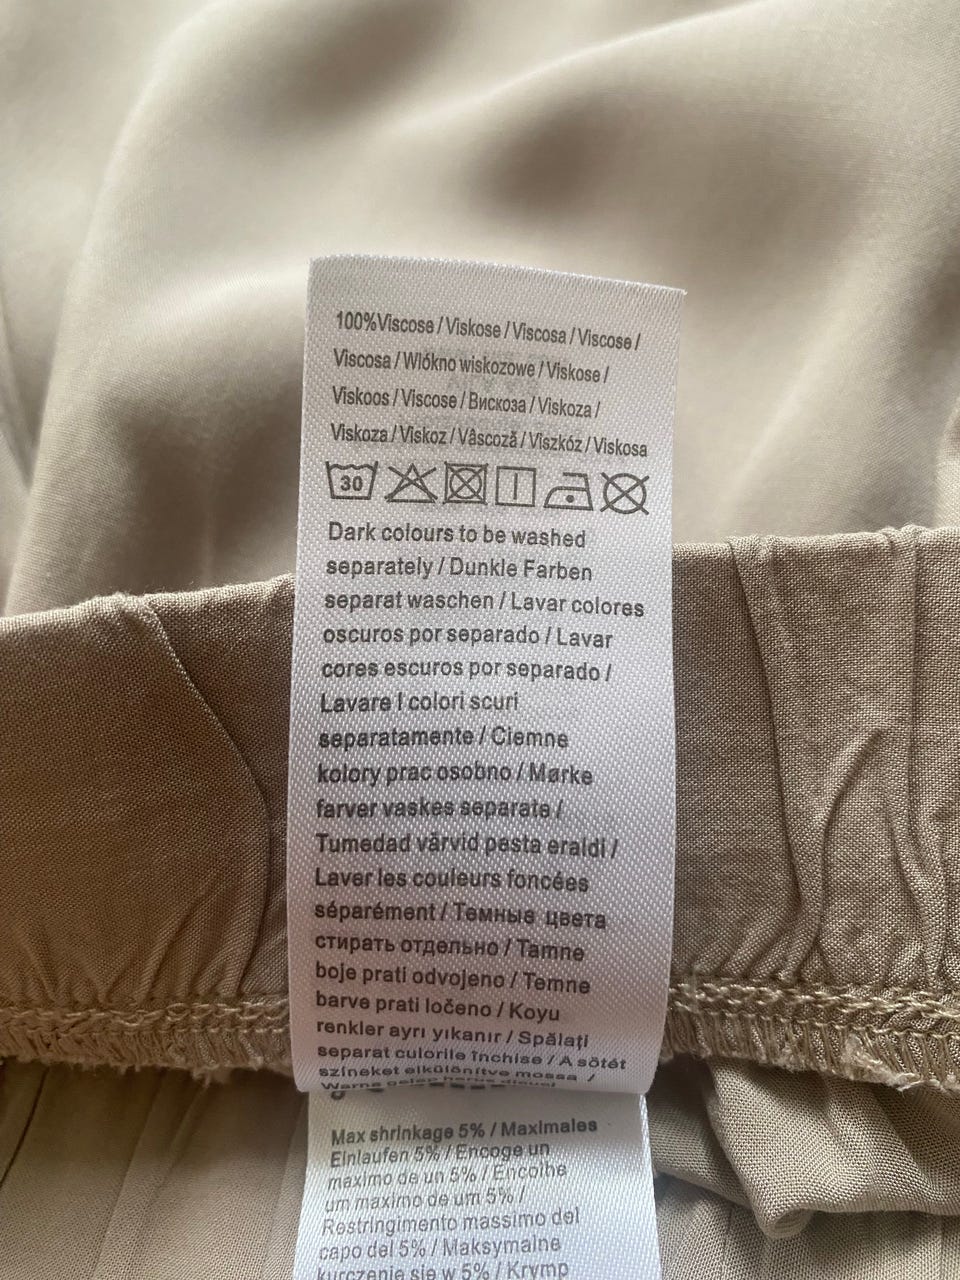 100%Viscose / Viskose / Viscosa / Viscose /
Viscosa / Wlókno wiskozowe / Viskose /
Viskoos / Viscose / Вискоза / Viskoza /
Viskoza / Viskoz / Vâscoză / Viszkóz / Viskosa
30
Dark colours to be washed
separately / Dunkle Farben
separat waschen / Lavar colores
oscuros por separado / Lavar
cores escuros por separado /
Lavare I colori scuri
separatamente / Ciemne
kolory prac osobno / Mørke
farver vaskes separate /
Tumedad värvid pesta eraldi /
Laver les couleurs foncées
séparément / Темные цвета
стирать отдельно / Tamne
boje prati odvojeno / Temne
barve prati ločeno / Koyu
renkler ayrı yıkanır / Spălați
separat culorile închise / A sötét
színeket elkülönítve mossa /
Max shrinkage 5% / Maximales
Einlaufen 5% / Encoge un
maximo de un 5% / Encolhe
um maximo de um 5% /
Restringimento massimo del
capo del 5% / Maksymalne
kurczenie się w 5% / Krymp